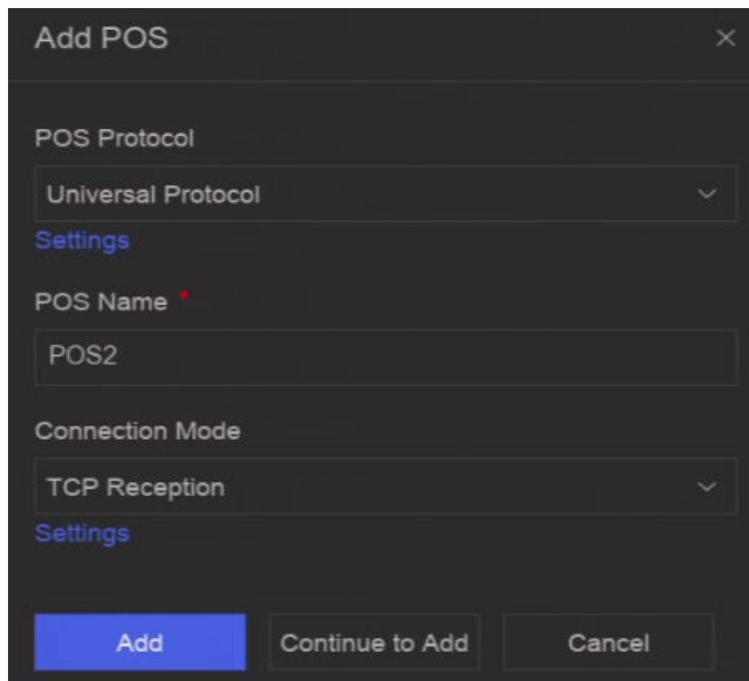 Add POS
POS Protocol
Universal Protocol
Settings
POS Name *
POS2
Connection Mode
TCP Reception
Settings
Add Continue to Add Cancel